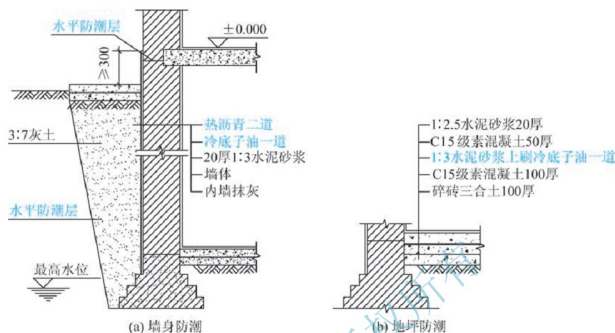 水平防潮层
±0.000
≥300
3:7灰土
热沥青二道
冷底子油一道
20厚1:3水泥砂浆
墙体
内墙抹灰
水平防潮层
最高水位
(a) 墙身防潮
1:2.5水泥砂浆20厚
C15级素混凝土50厚
1:3水泥砂浆上刷冷底子油一道
C15级素混凝土100厚
碎砖三合土100厚
(b) 地坪防潮